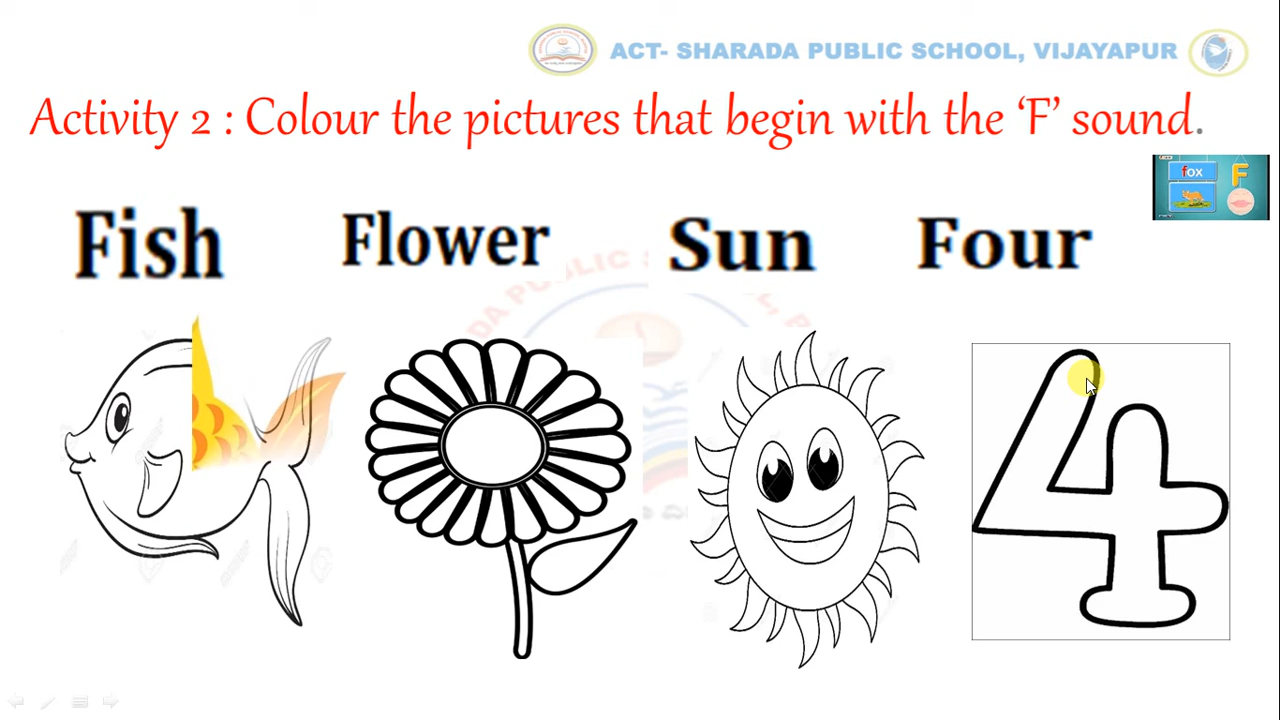 ACT- SHARADA PUBLIC SCHOOL, VIJAYAPUR
Activity 2 : Colour the pictures that begin with the ‘F’ sound.
fox F
Fish Flower Sun Four
4